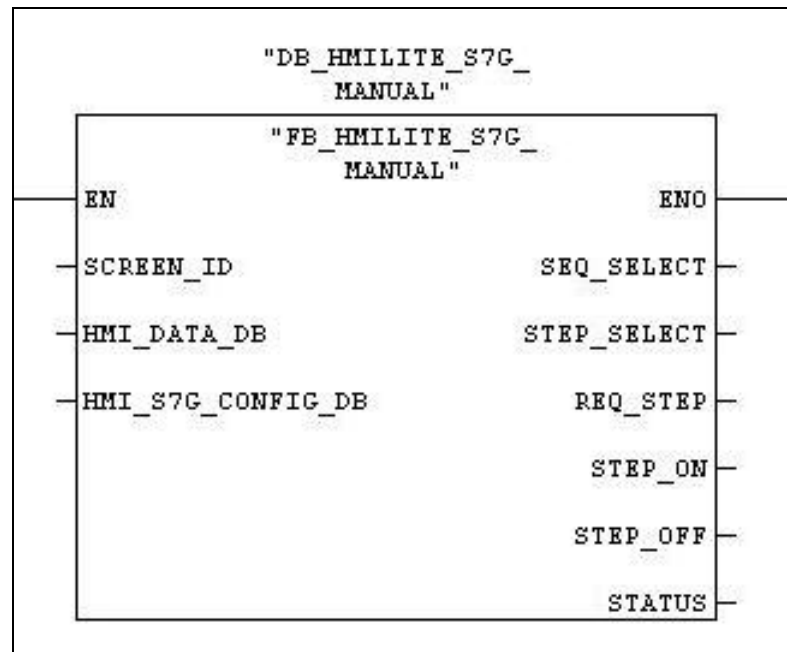 "DB_HMILITE_S7G_
MANUAL"
"FB_HMILITE_S7G_
MANUAL"
EN ENO
SCREEN_ID SEQ_SELECT
HMI_DATA_DB STEP_SELECT
HMI_S7G_CONFIG_DB REQ_STEP
STEP_ON
STEP_OFF
STATUS